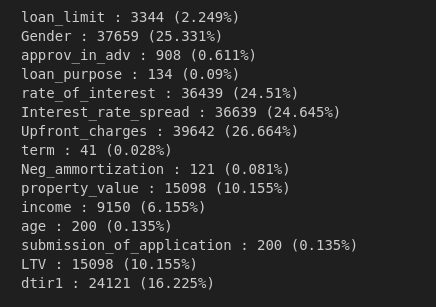 loan_limit : 3344 (2.249%)
Gender : 37659 (25.331%)
approv_in_adv : 908 (0.611%)
loan_purpose : 134 (0.09%)
rate_of_interest : 36439 (24.51%)
Interest_rate_spread : 36639 (24.645%)
Upfront_charges : 39642 (26.664%)
term : 41 (0.028%)
Neg_ammortization : 121 (0.081%)
property_value : 15098 (10.155%)
income : 9150 (6.155%)
age : 200 (0.135%)
submission_of_application : 200 (0.135%)
LTV : 15098 (10.155%)
dtir1 : 24121 (16.225%)